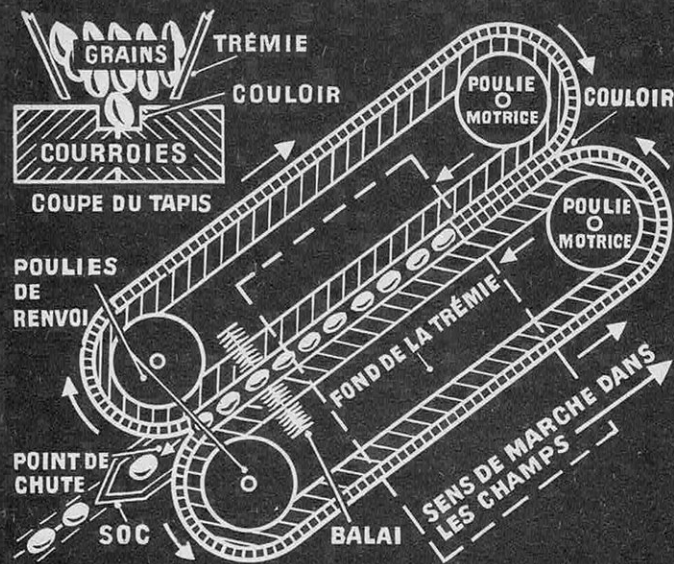 GRAINS
TRÉMIE
COULOIR
COURROIES
COUPE DU TAPIS
POULIE
MOTRICE
COULOIR
POULIE
MOTRICE
POULIES
DE
RENVOI
FOND DE LA TRÉMIE
SENS DE MARCHE DANS
LES CHAMPS
POINT DE
CHUTE
SOC
BALAI